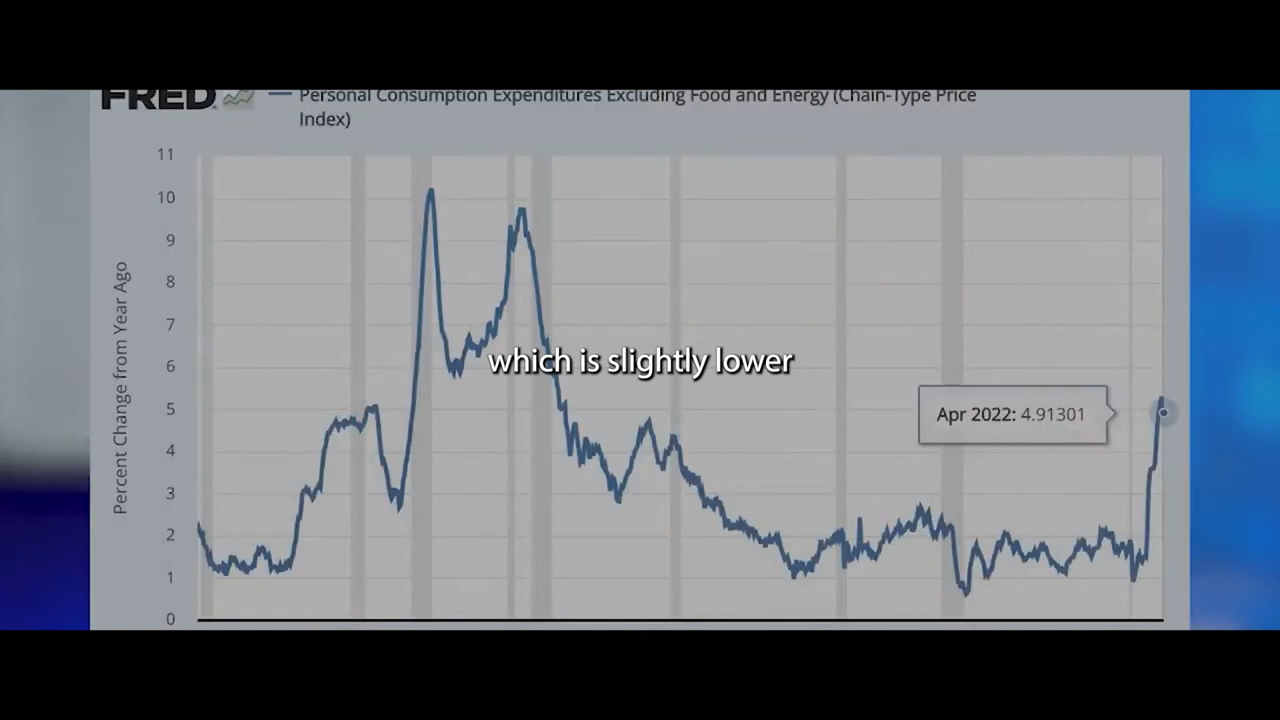 FRED
Personal Consumption Expenditures Excluding Food and Energy (Chain-Type Price
Index)
11
10
9
8
7
6
5
4
3
2
1
0
Percent Change from Year Ago
which is slightly lower
Apr 2022: 4.91301